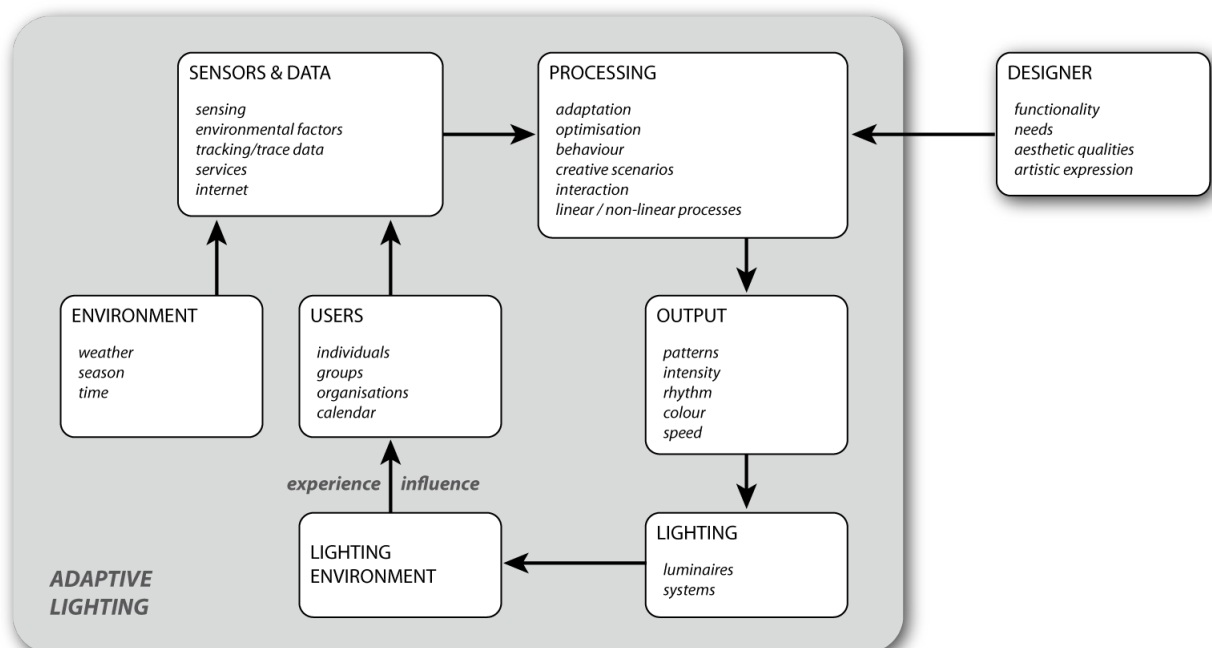 SENSORS & DATA
sensing
environmental factors
tracking/trace data
services
internet
PROCESSING
adaptation
optimisation
behaviour
creative scenarios
interaction
linear / non-linear processes
DESIGNER
functionality
needs
aesthetic qualities
artistic expression
ENVIRONMENT
weather
season
time
USERS
individuals
groups
organisations
calendar
OUTPUT
patterns
intensity
rhythm
colour
speed
experience influence
LIGHTING
ENVIRONMENT
LIGHTING
luminaires
systems
ADAPTIVE
LIGHTING